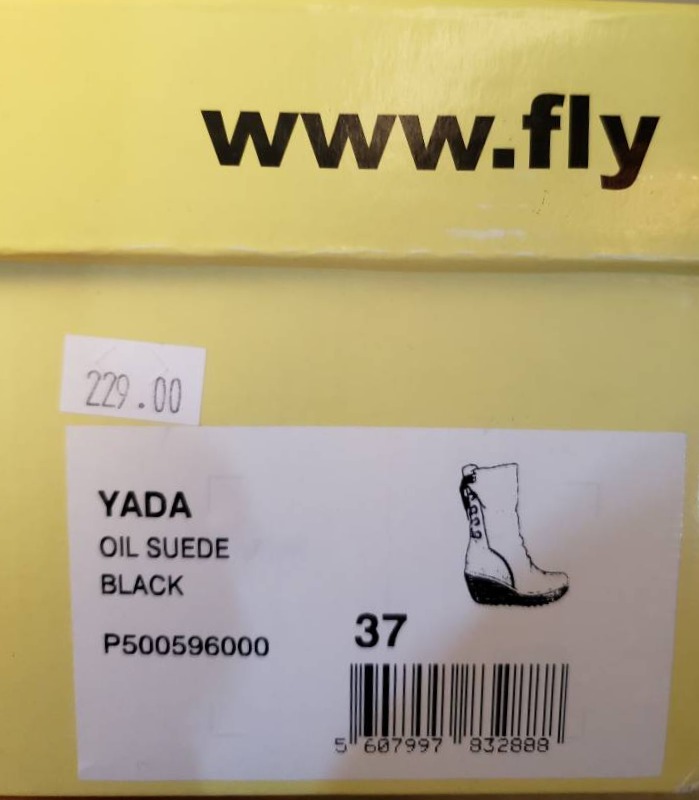 www.fly
229.00
YADA
OIL SUEDE
BLACK
P500596000
37
5 607997 832888